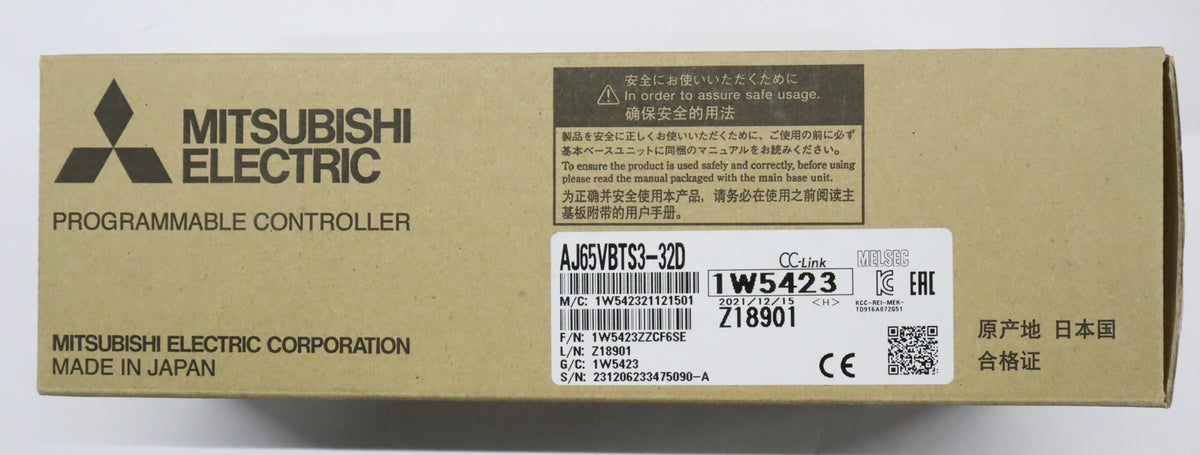 MITSUBISHI
ELECTRIC
PROGRAMMABLE CONTROLLER
MITSUBISHI ELECTRIC CORPORATION
MADE IN JAPAN
安全にお使いいただくために
In order to assure safe usage.
确保安全的用法
製品を安全に正しくお使いいただくために、ご使用の前に必ず
基本ベースユニットに同梱のマニュアルをお読みください。
To ensure the product is used safely and correctly, before using
please read the manual packaged with the main base unit.
为正确并安全使用本产品，请务必在使用之前阅读主
基板附带的用户手册。
AJ65VBTS3-32D
CC-Link
MELSEC
1W5423
M/C: 1W542321121501
2021/12/15 <H>
Z18901
KC
EAC
KCC-REI-MEK-
TD916A072G51
F/N: 1W5423ZZCF6SE
L/N: Z18901
G/C: 1W5423
S/N: 231206233475090-A
CE
原产地 日本国
合格证